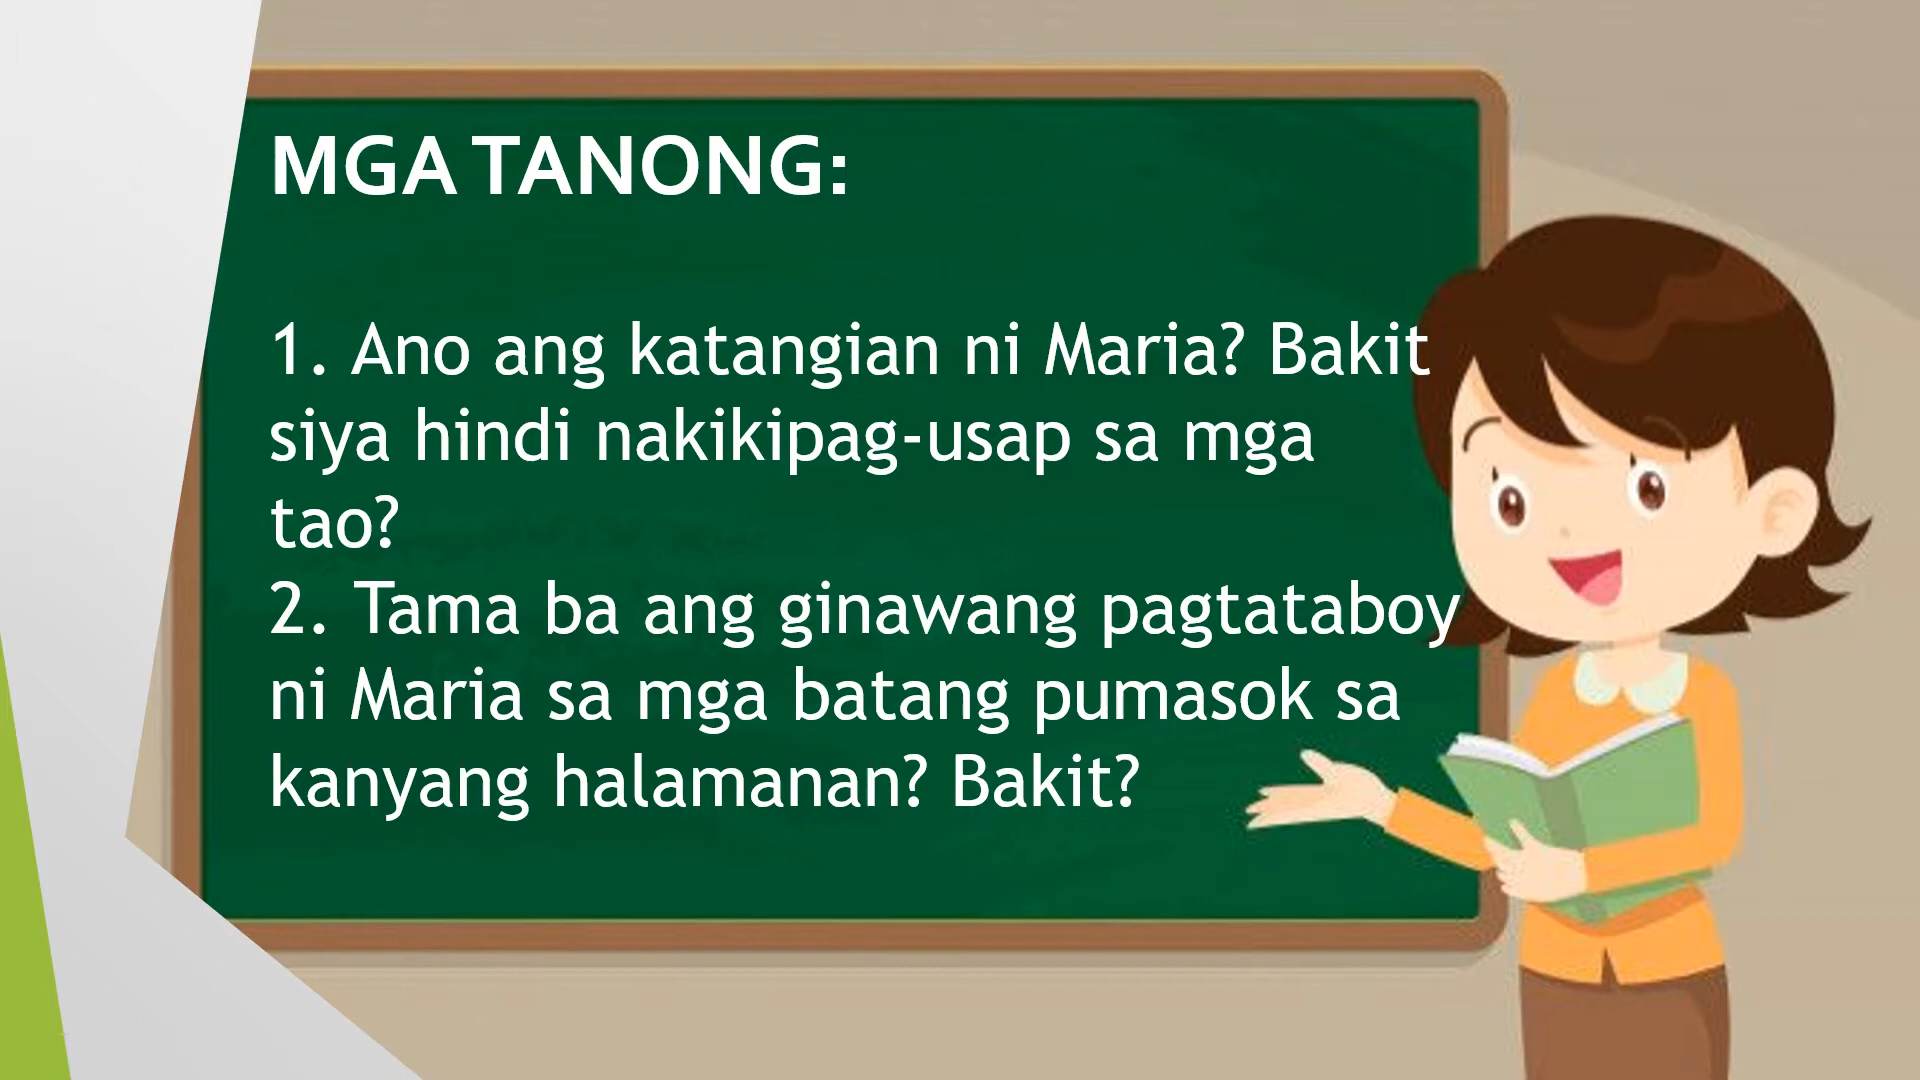 MGA TANONG:
1. Ano ang katangian ni Maria? Bakit
siya hindi nakikipag-usap sa mga
tao?
2. Tama ba ang ginawang pagtataboy
ni Maria sa mga batang pumasok sa
kanyang halamanan? Bakit?